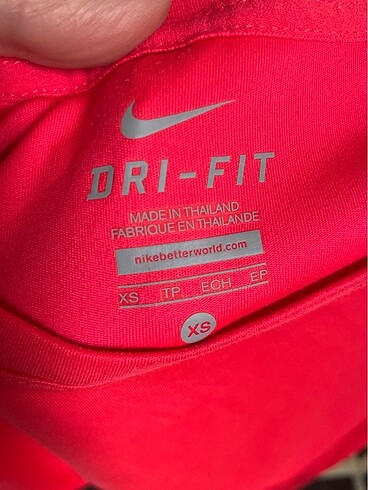 DRI-FIT
MADE IN THAILAND
FABRIQUE EN THAILANDE
nikebetterworld.com
XS TP ECH EP
XS